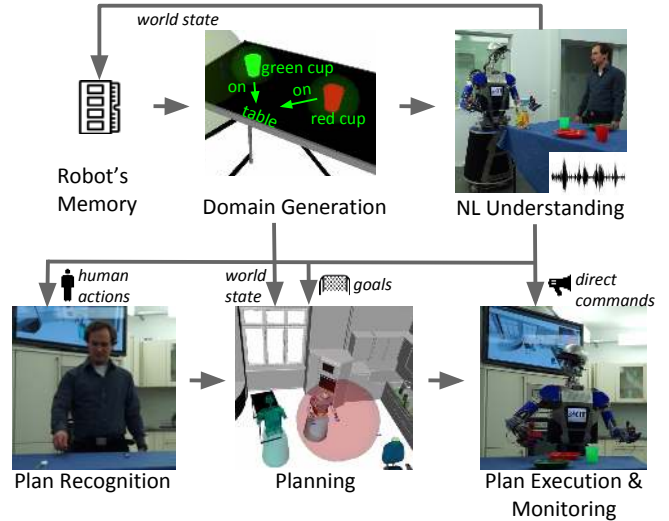 world state
green cup
on
on
table
red cup
Robot's
Memory
Domain Generation
NL Understanding
human
actions
world
state
goals
direct
commands
KIT
Plan Recognition
Planning
Plan Execution &
Monitoring